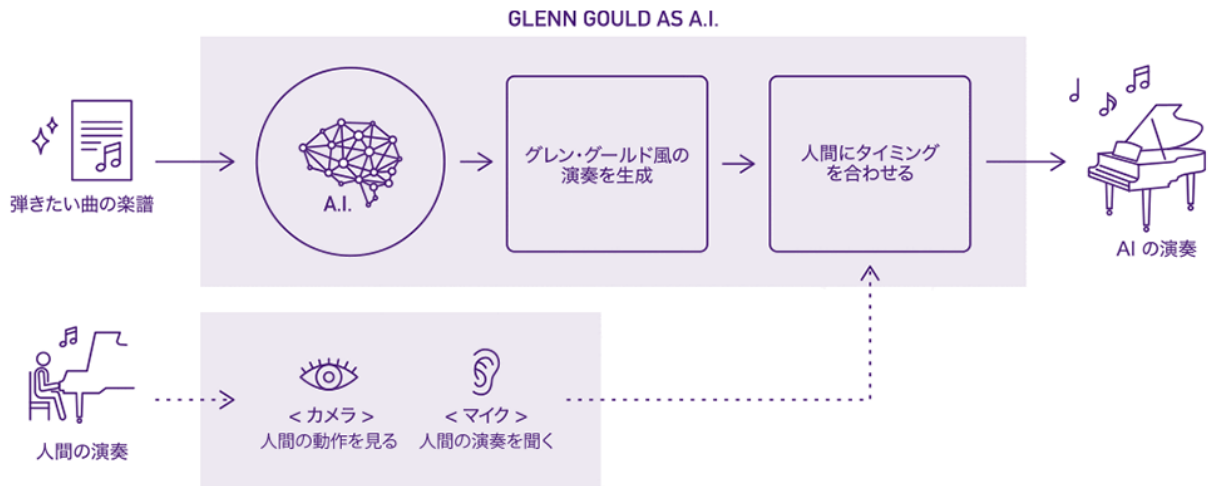 GLENN GOULD AS A.I.
弾きたい曲の楽譜
A.I.
グレン・グールド風の
演奏を生成
人間にタイミング
を合わせる
AI の演奏
人間の演奏
< カメラ >
人間の動作を見る
< マイク >
人間の演奏を聞く